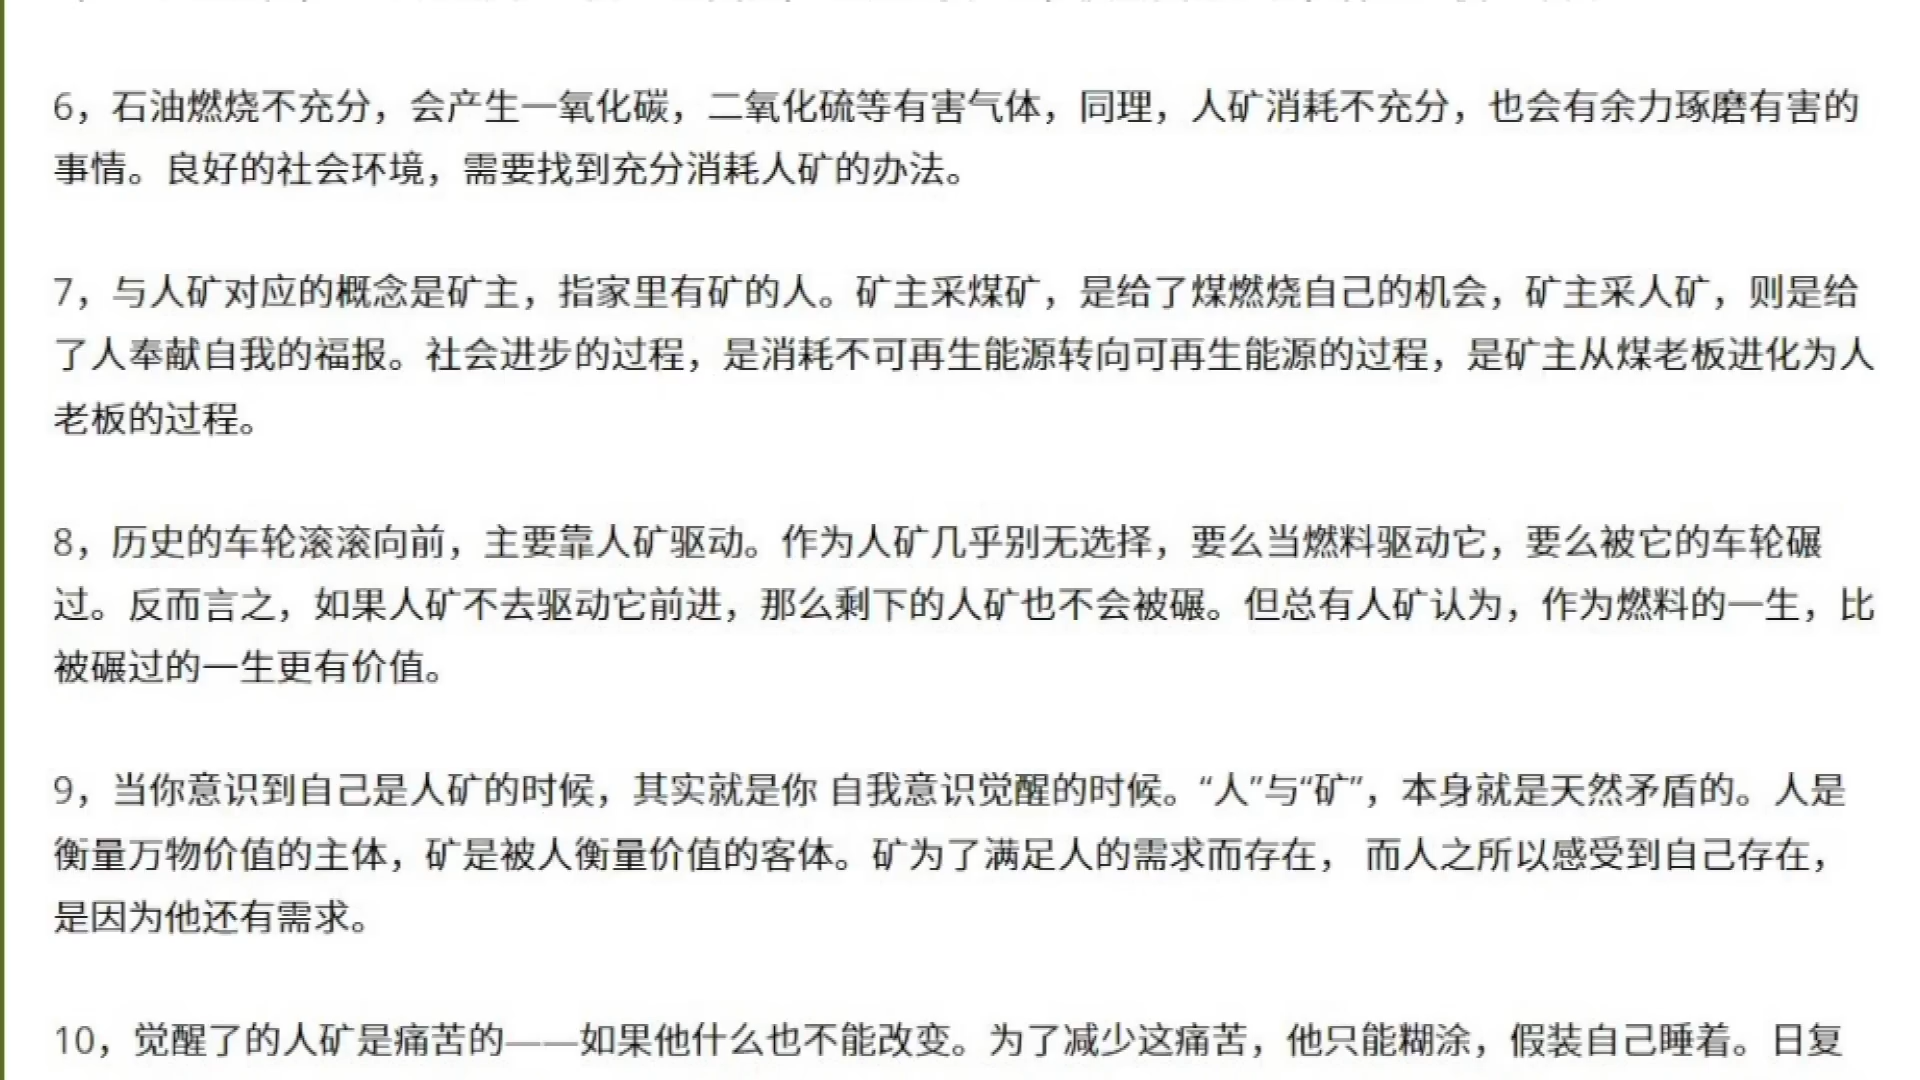 6，石油燃烧不充分，会产生一氧化碳，二氧化硫等有害气体，同理，人矿消耗不充分，也会有余力琢磨有害的
事情。良好的社会环境，需要找到充分消耗人矿的办法。
7，与人矿对应的概念是矿主，指家里有矿的人。矿主采煤矿，是给了煤燃烧自己的机会，矿主采人矿，则是给
了人奉献自我的福报。社会进步的过程，是消耗不可再生能源转向可再生能源的过程，是矿主从煤老板进化为人
老板的过程。
8，历史的车轮滚滚向前，主要靠人矿驱动。作为人矿几乎别无选择，要么当燃料驱动它，要么被它的车轮碾
过。反而言之，如果人矿不去驱动它前进，那么剩下的人矿也不会被碾。但总有人矿认为，作为燃料的一生，比
被碾过的一生更有价值。
9，当你意识到自己是人矿的时候，其实就是你 自我意识觉醒的时候。“人”与“矿”，本身就是天然矛盾的。人是
衡量万物价值的主体，矿是被人衡量价值的客体。矿为了满足人的需求而存在， 而人之所以感受到自己存在，
是因为他还有需求。
10，觉醒了的人矿是痛苦的——如果他什么也不能改变。为了减少这痛苦，他只能糊涂，假装自己睡着。日复